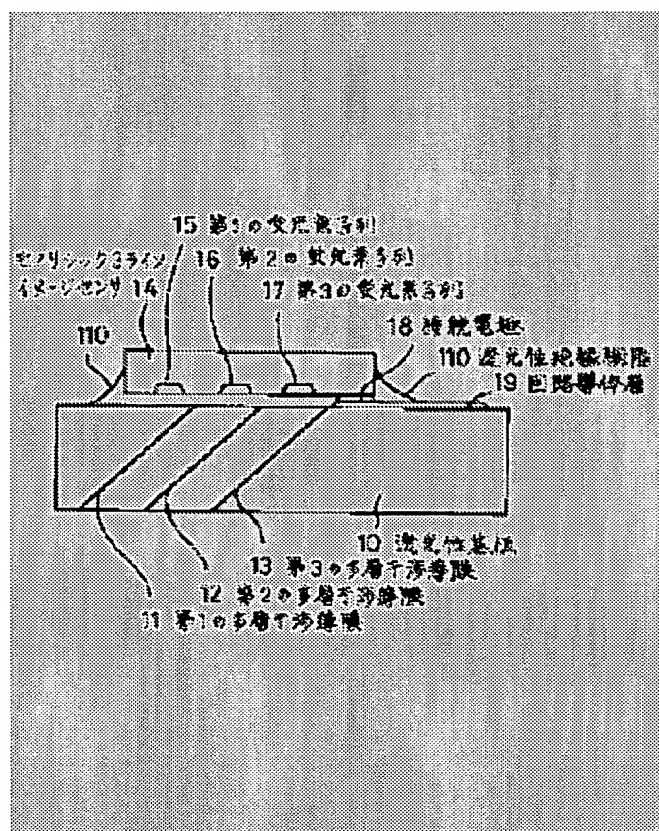 15 第1の受光素子列
モノリシック3ライン
イメージセンサ 14
16 第2の受光素子列
17 第3の受光素子列
18 接続電極
110
110 透光性絶縁樹脂
19 回路導体層
10 透光性基板
13 第3の多層干渉薄膜
12 第2の多層干渉薄膜
11 第1の多層干渉薄膜